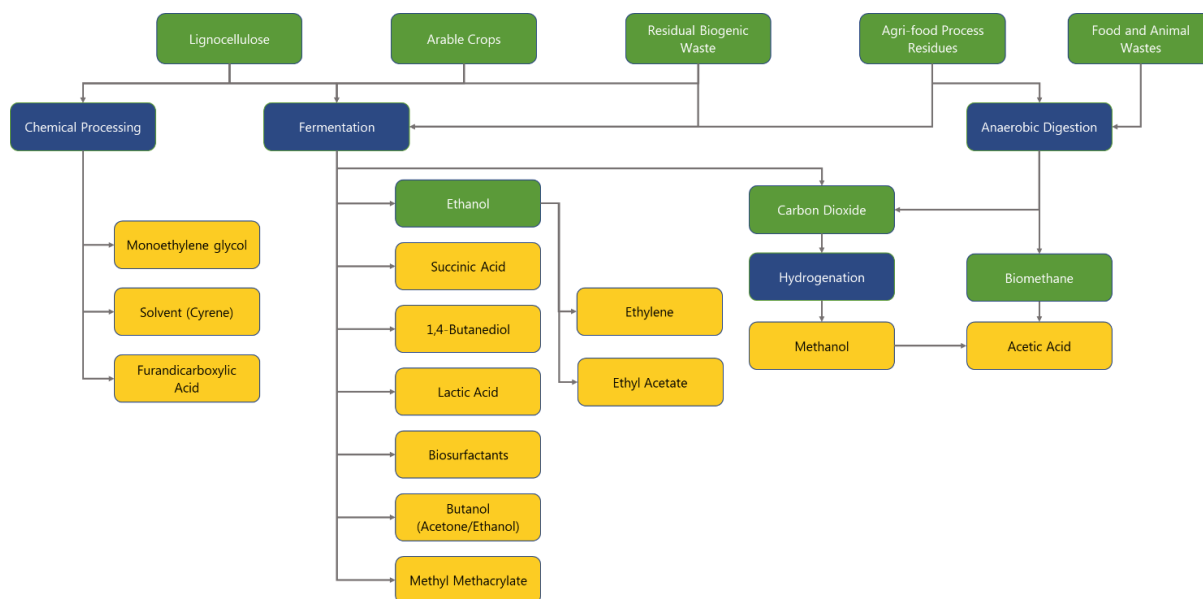 Lignocellulose
Arable Crops
Residual Biogenic
Waste
Agri-food Process
Residues
Food and Animal
Wastes
Chemical Processing
Fermentation
Anaerobic Digestion
Ethanol
Carbon Dioxide
Monoethylene glycol
Succinic Acid
Hydrogenation
Biomethane
Solvent (Cyrene)
1,4-Butanediol
Ethylene
Methanol
Acetic Acid
Furandicarboxylic
Acid
Lactic Acid
Ethyl Acetate
Biosurfactants
Butanol
(Acetone/Ethanol)
Methyl Methacrylate